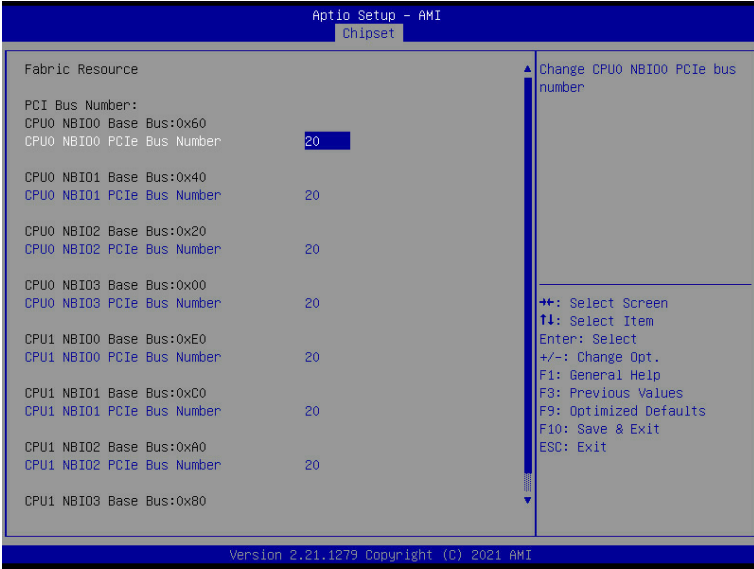 Aptio Setup – AMI
Chipset
Fabric Resource
PCI Bus Number:
CPU0 NBIO0 Base Bus:0x60
CPU0 NBIO0 PCIe Bus Number 20
CPU0 NBIO1 Base Bus:0x40
CPU0 NBIO1 PCIe Bus Number 20
CPU0 NBIO2 Base Bus:0x20
CPU0 NBIO2 PCIe Bus Number 20
CPU0 NBIO3 Base Bus:0x00
CPU0 NBIO3 PCIe Bus Number 20
CPU1 NBIO0 Base Bus:0xE0
CPU1 NBIO0 PCIe Bus Number 20
CPU1 NBIO1 Base Bus:0xC0
CPU1 NBIO1 PCIe Bus Number 20
CPU1 NBIO2 Base Bus:0xA0
CPU1 NBIO2 PCIe Bus Number 20
CPU1 NBIO3 Base Bus:0x80
Change CPU0 NBIO0 PCIe bus
number
→←: Select Screen
↑↓: Select Item
Enter: Select
+/-: Change Opt.
F1: General Help
F3: Previous Values
F9: Optimized Defaults
F10: Save & Exit
ESC: Exit
Version 2.21.1279 Copyright (C) 2021 AMI